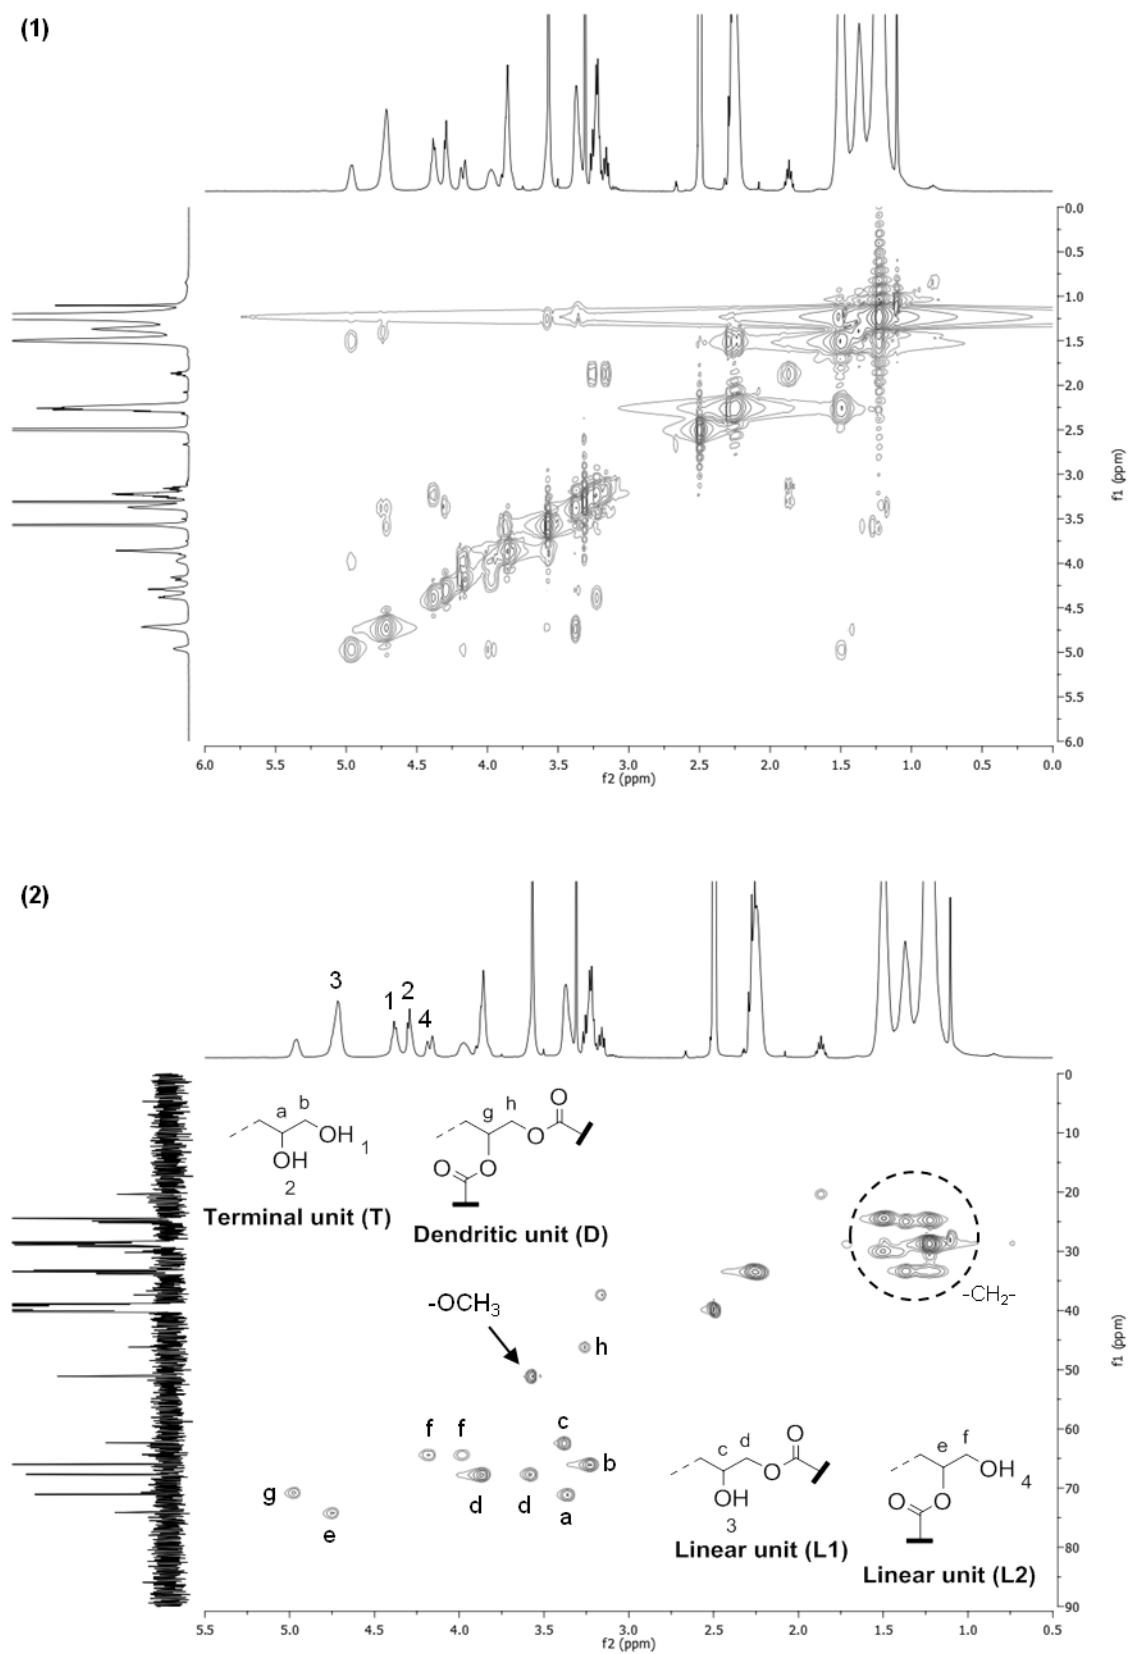 (1)
0.0
0.5
1.0
1.5
2.0
2.5
3.0
3.5
4.0
4.5
5.0
5.5
6.0
f1 (ppm)
6.0 5.5 5.0 4.5 4.0 3.5 3.0 2.5 2.0 1.5 1.0 0.5 0.0
f2 (ppm)
(2)
3
1
2
4
a
b
OH 1
OH
2
Terminal unit (T)
g
h
O
O
O
O
Dendritic unit (D)
-OCH3
h
f f c
b
g
d d a
e
-CH2-
c
d
O
O
OH
3
Linear unit (L1)
e
f
OH 4
O
O
Linear unit (L2)
0
10
20
30
40
50
60
70
80
90
f1 (ppm)
5.5 5.0 4.5 4.0 3.5 3.0 2.5 2.0 1.5 1.0 0.5
f2 (ppm)